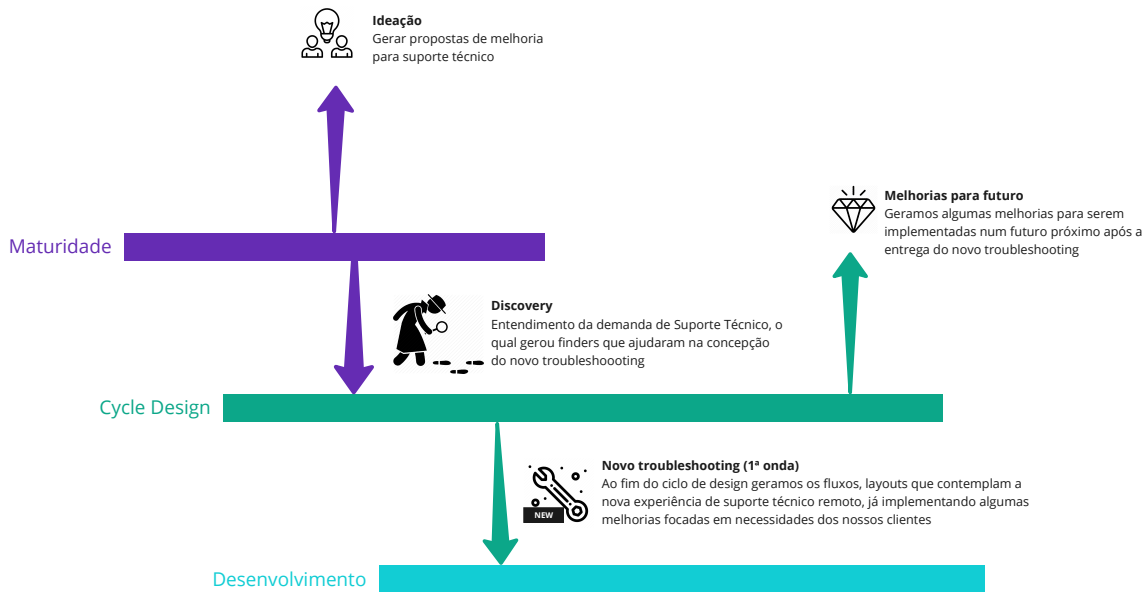 Ideação
Gerar propostas de melhoria
para suporte técnico
Melhorias para futuro
Geramos algumas melhorias para serem
implementadas num futuro próximo após a
entrega do novo troubleshooting
Maturidade
Discovery
Entendimento da demanda de Suporte Técnico, o
qual gerou finders que ajudaram na concepção
do novo troubleshoooting
Cycle Design
Novo troubleshooting (1ª onda)
Ao fim do ciclo de design geramos os fluxos, layouts que contemplam a
nova experiência de suporte técnico remoto, já implementando algumas
melhorias focadas em necessidades dos nossos clientes
NEW
Desenvolvimento